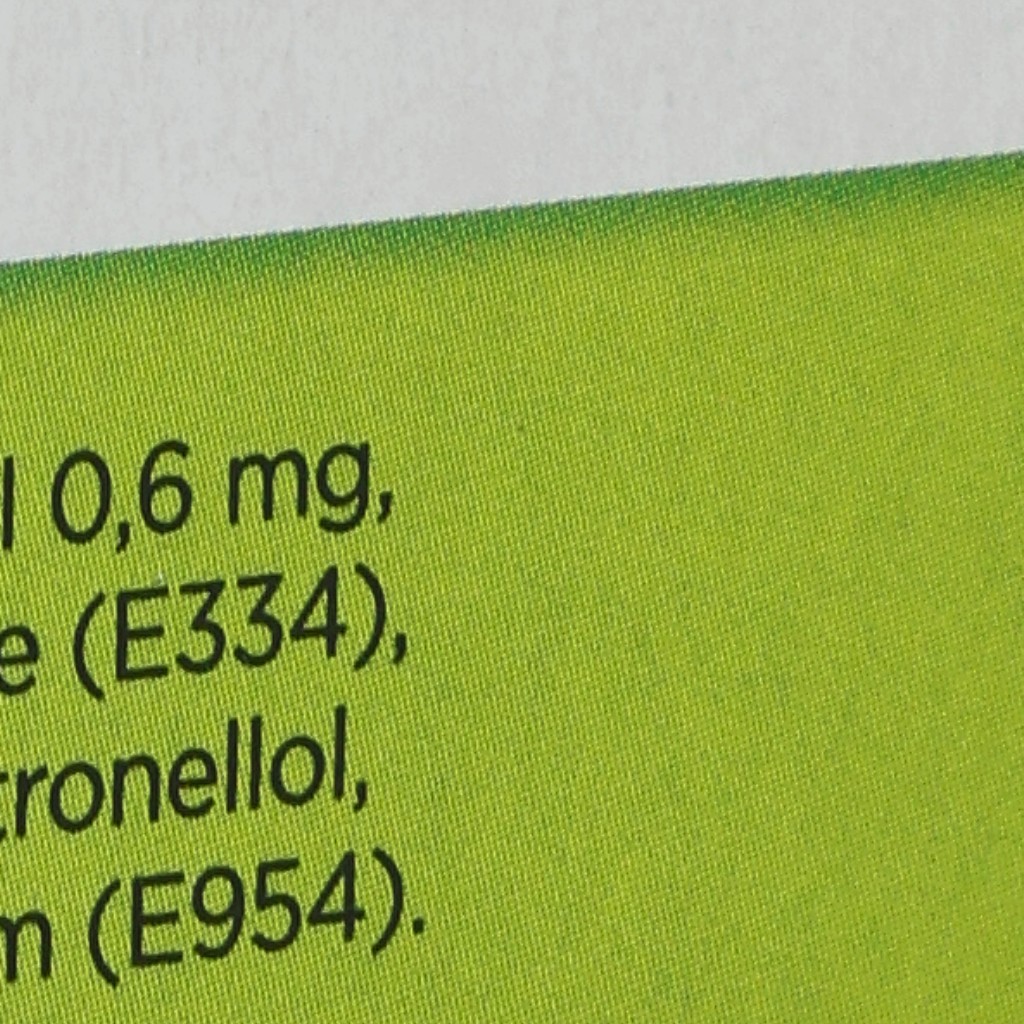 l 0,6 mg,
e (E334),
tronellol,
m (E954).